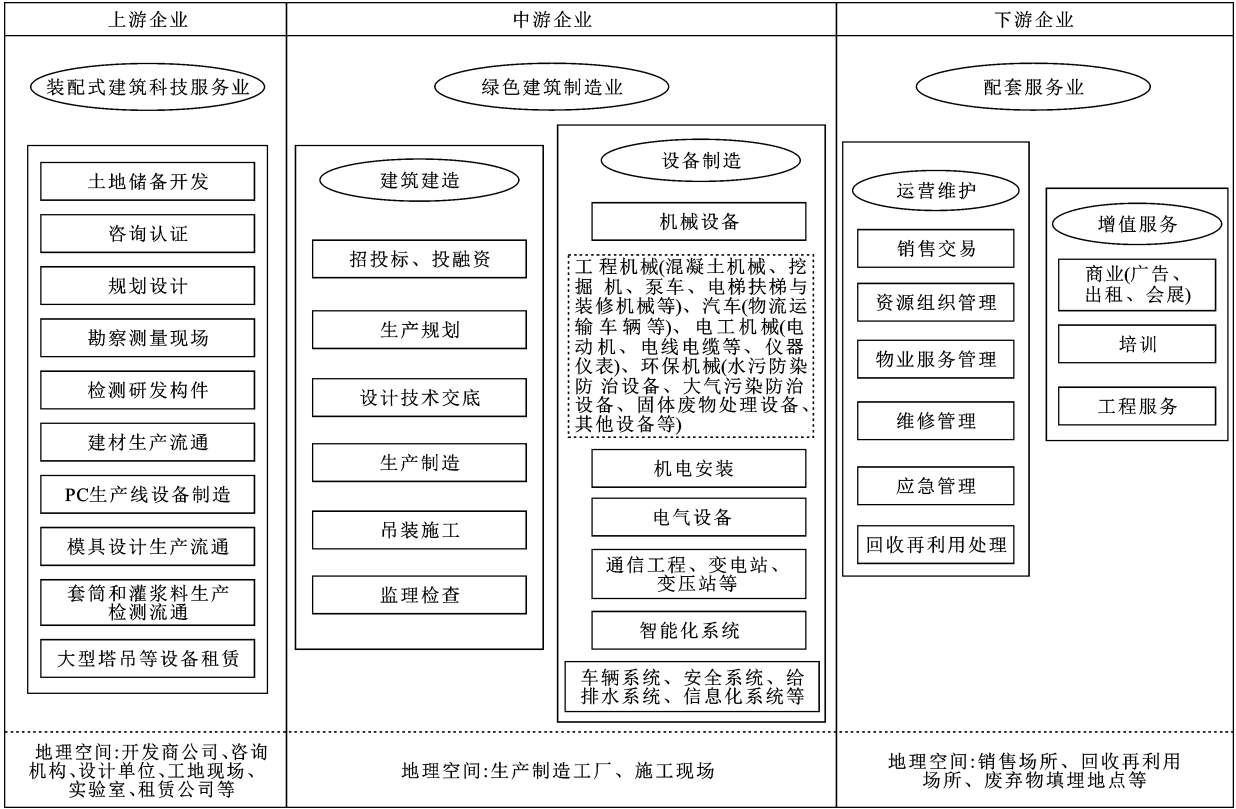 上游企业
中游企业
下游企业
装配式建筑科技服务业
绿色建筑制造业
配套服务业
土地储备开发
咨询认证
规划设计
勘察测量现场
检测研发构件
建材生产流通
PC生产线设备制造
模具设计生产流通
套筒和灌浆料生产
检测流通
大型塔吊等设备租赁
建筑建造
招投标、投融资
生产规划
设计技术交底
生产制造
吊装施工
监理检查
设备制造
机械设备
工程机械(混凝土机械、挖
掘机、泵车、电梯扶梯与
装修机械等)、汽车(物流运
输车辆等)、电工机械(电
动机、电线电缆等、仪器
仪表)、环保机械(水污防染
防治设备、大气污染防治
设备、固体废物处理设备、
其他设备等)
机电安装
电气设备
通信工程、变电站、
变压站等
智能化系统
车辆系统、安全系统、给
排水系统、信息化系统等
运营维护
销售交易
资源组织管理
物业服务管理
维修管理
应急管理
回收再利用处理
增值服务
商业(广告、
出租、会展)
培训
工程服务
地理空间:开发商公司、咨询
机构、设计单位、工地现场、
实验室、租赁公司等
地理空间:生产制造工厂、施工现场
地理空间:销售场所、回收再利用
场所、废弃物填埋地点等